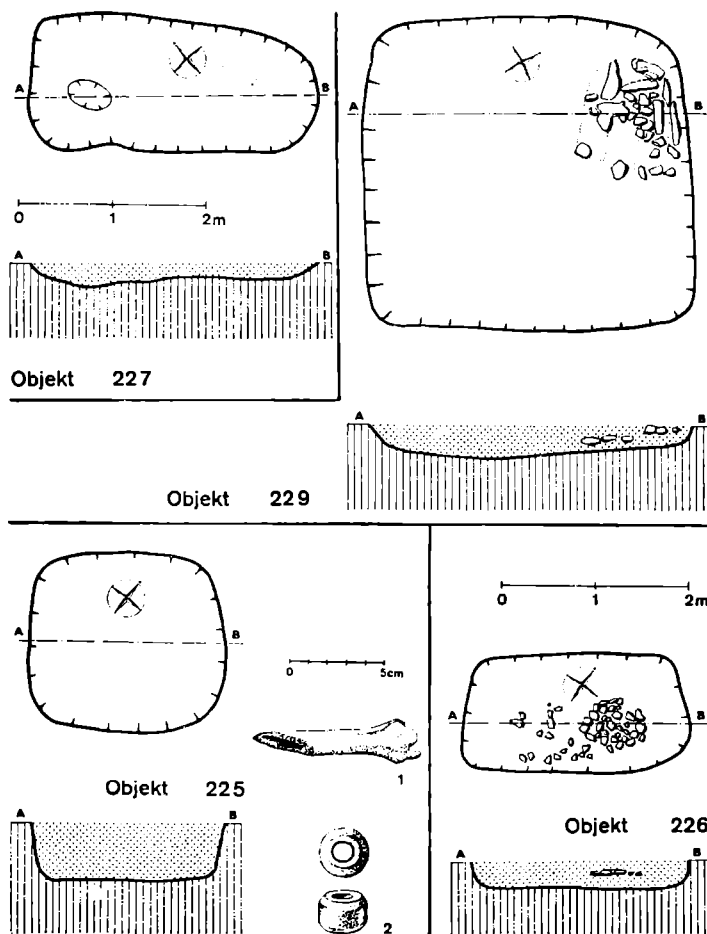 A B
0 1 2m
A B
Objekt 227
A B
A B
Objekt 229
A B
Objekt 225
A B
0 5cm
1
2
0 1 2m
A B
Objekt 226
A B